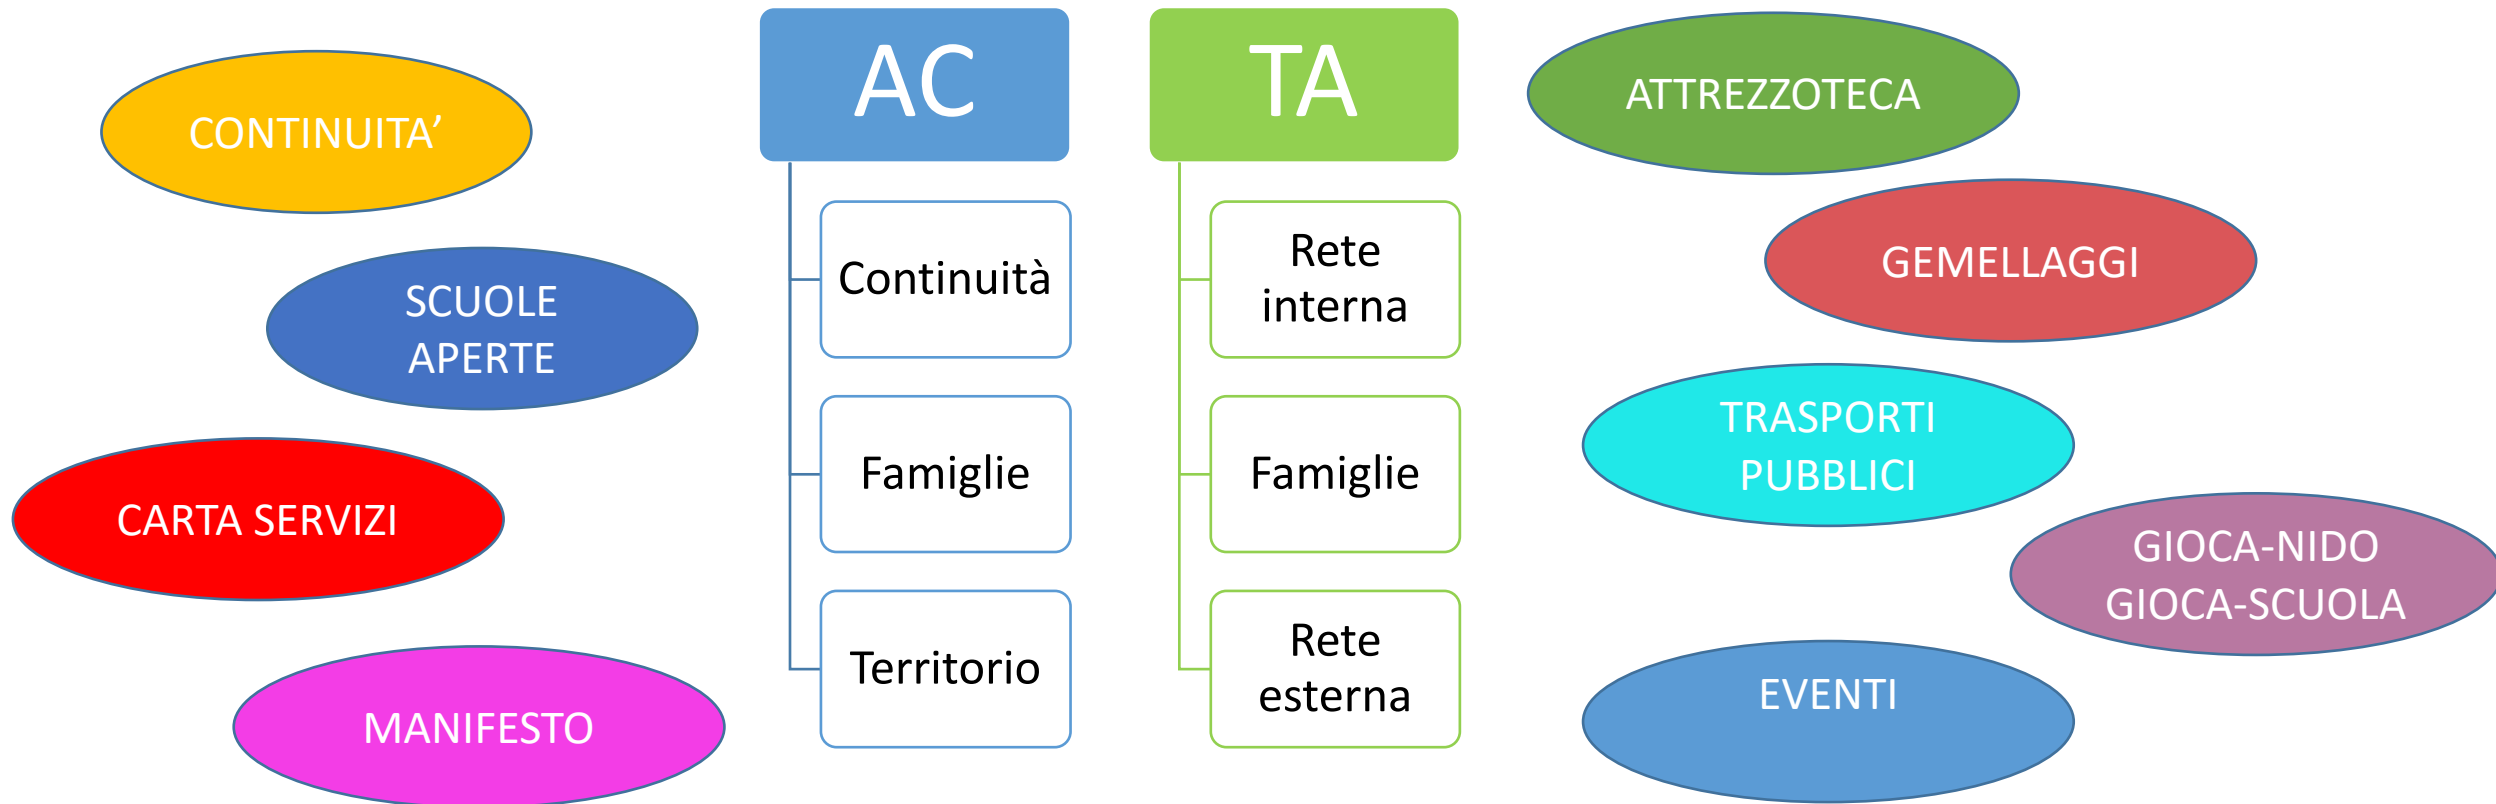 CONTINUITA’
SCUOLE
APERTE
CARTA SERVIZI
MANIFESTO
AC
Continuità
Famiglie
Territorio
TA
Rete
interna
Famiglie
Rete
esterna
ATTREZZOTECA
GEMELLAGGI
TRASPORTI
PUBBLICI
GIOCA-NIDO
GIOCA-SCUOLA
EVENTI